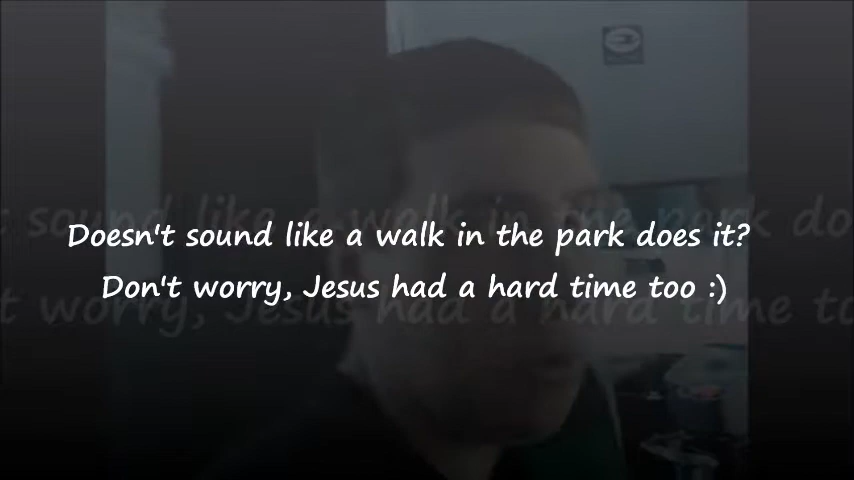 Doesn't sound like a walk in the park does it?
Don't worry, Jesus had a hard time too :)